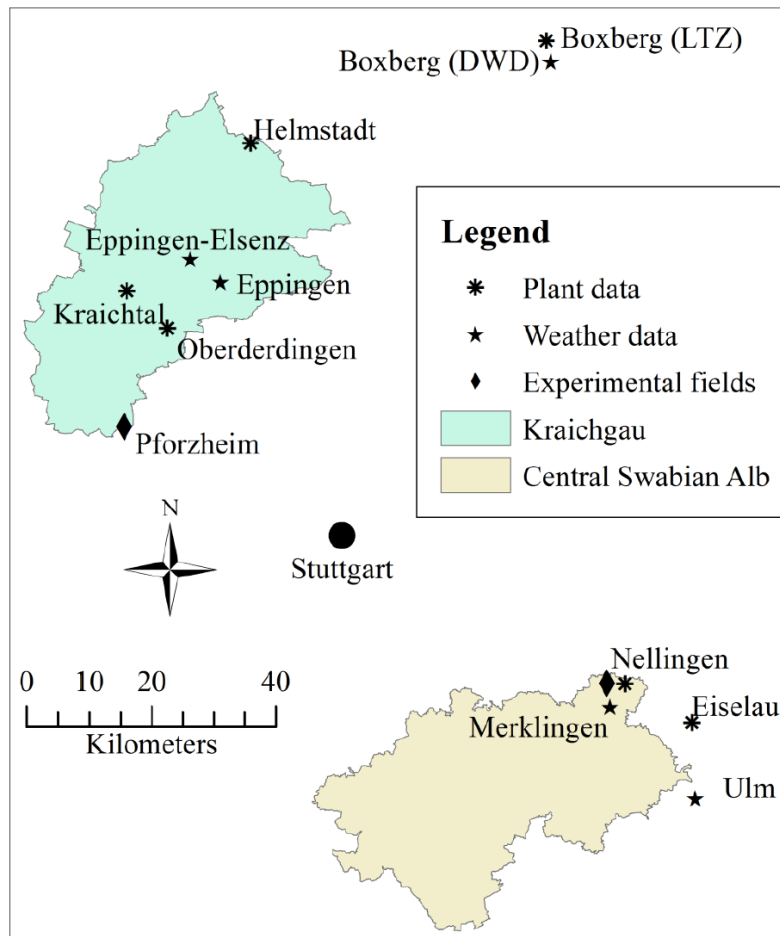 Boxberg (LTZ)
Boxberg (DWD)
Helmstadt
Eppingen-Elsenz
Eppingen
Kraichtal
Oberderdingen
Pforzheim
Legend
Plant data
Weather data
Experimental fields
Kraichgau
Central Swabian Alb
N
Stuttgart
0 10 20 40
Kilometers
Nellingen
Merklingen
Eiselau
Ulm